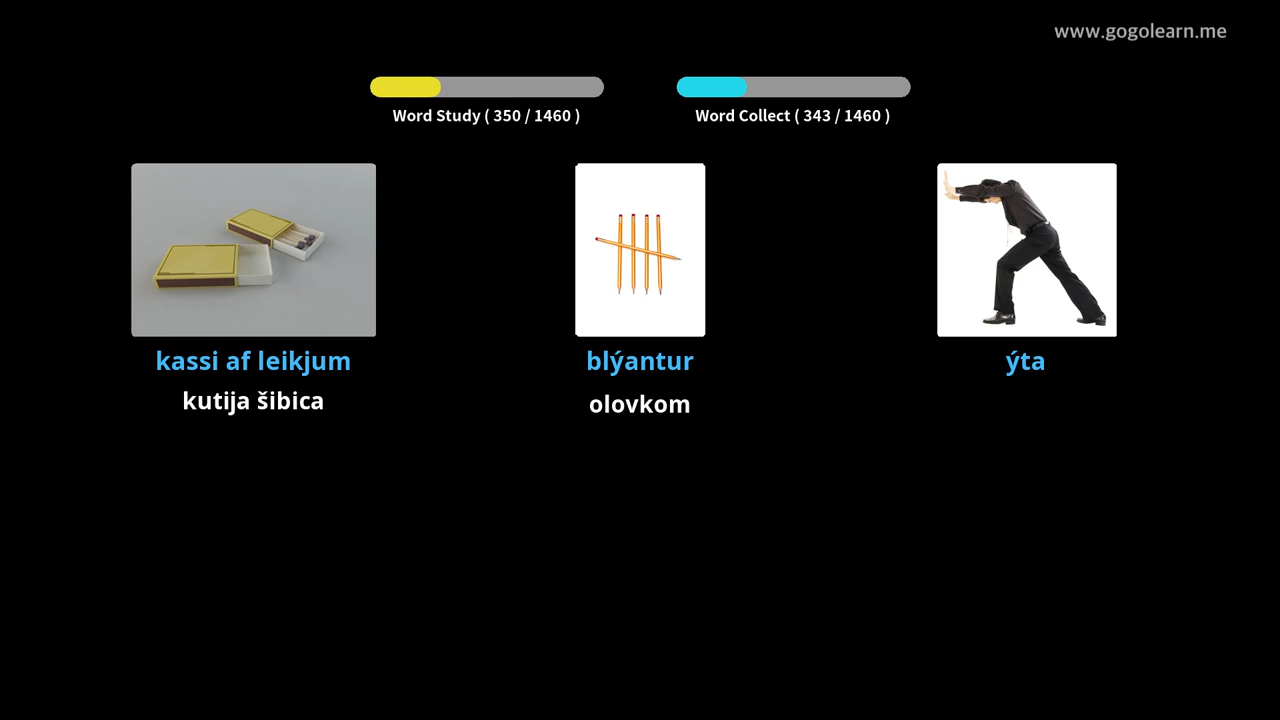 www.gogolearn.me
Word Study ( 350 / 1460 )
Word Collect ( 343 / 1460 )
kassi af leikjum
blýantur
ýta
kutija šibica
olovkom